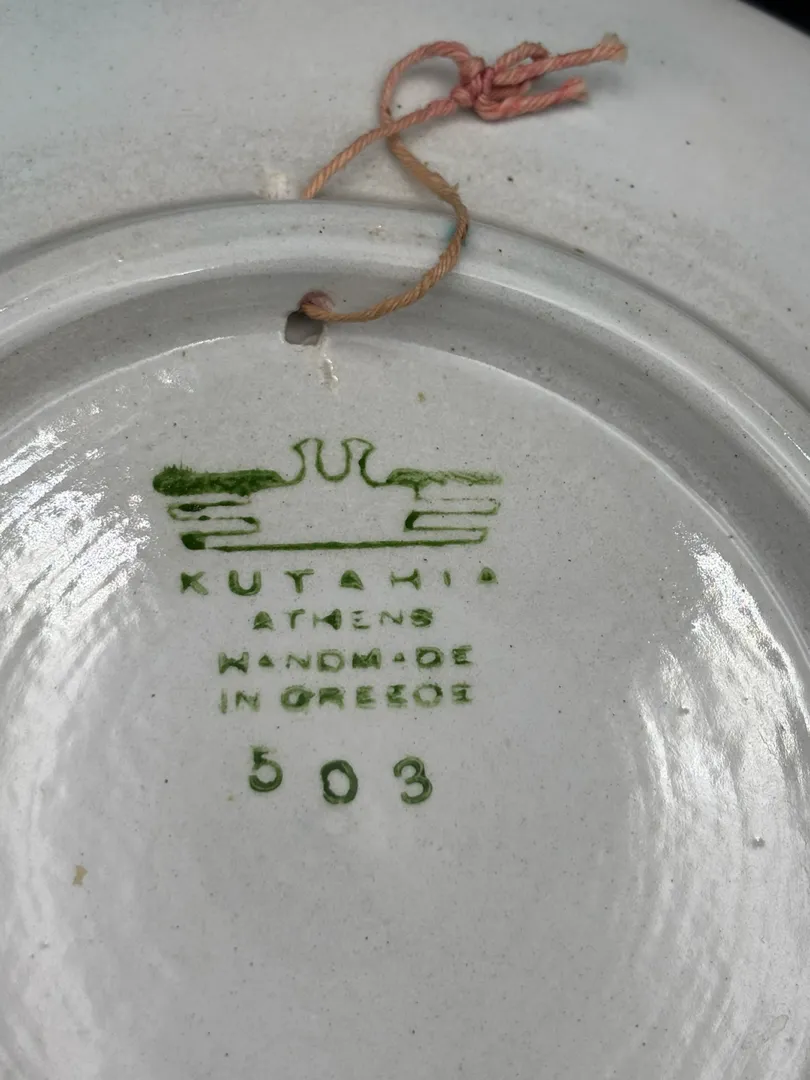 KUTAHIA
ATHENS
HANDMADE
IN GREECE
503